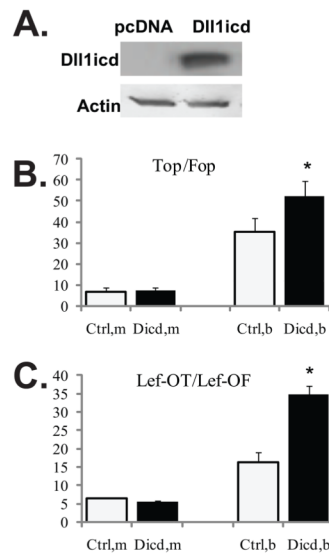 A.
pcDNA Dll1icd
Dll1icd
Actin
B.
Top/Fop
70
60
50
40
30
20
10
0
*
Ctrl,m Dicd,m Ctrl,b Dicd,b
C.
Lef-OT/Lef-OF
40
35
30
25
20
15
10
5
0
*
Ctrl,m Dicd,m Ctrl,b Dicd,b